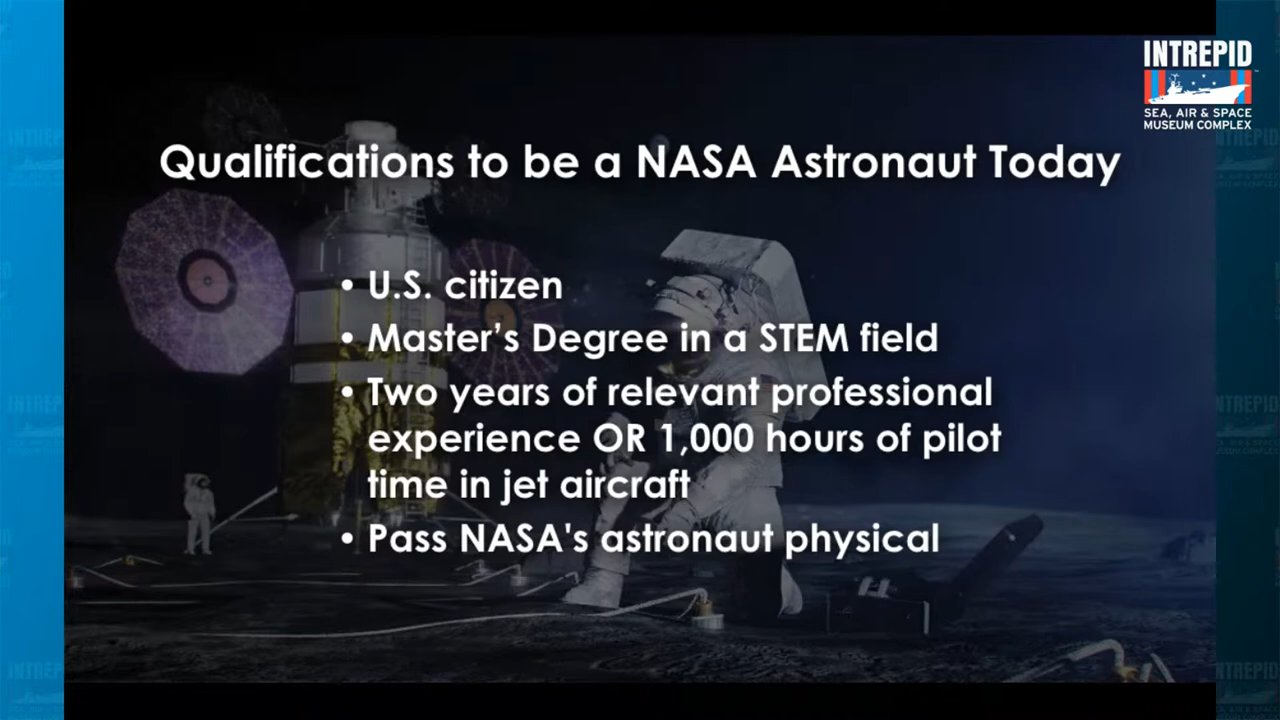 INTREPID
SEA, AIR & SPACE
MUSEUM COMPLEX
Qualifications to be a NASA Astronaut Today
• U.S. citizen
• Master’s Degree in a STEM field
• Two years of relevant professional
experience OR 1,000 hours of pilot
time in jet aircraft
• Pass NASA's astronaut physical